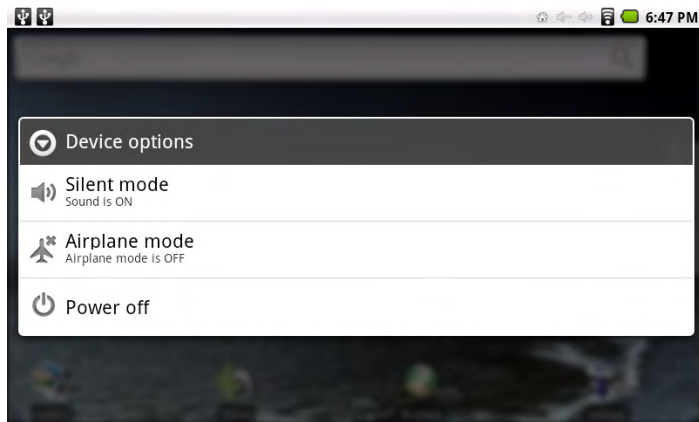 6:47 PM
Device options
Silent mode
Sound is ON
Airplane mode
Airplane mode is OFF
Power off